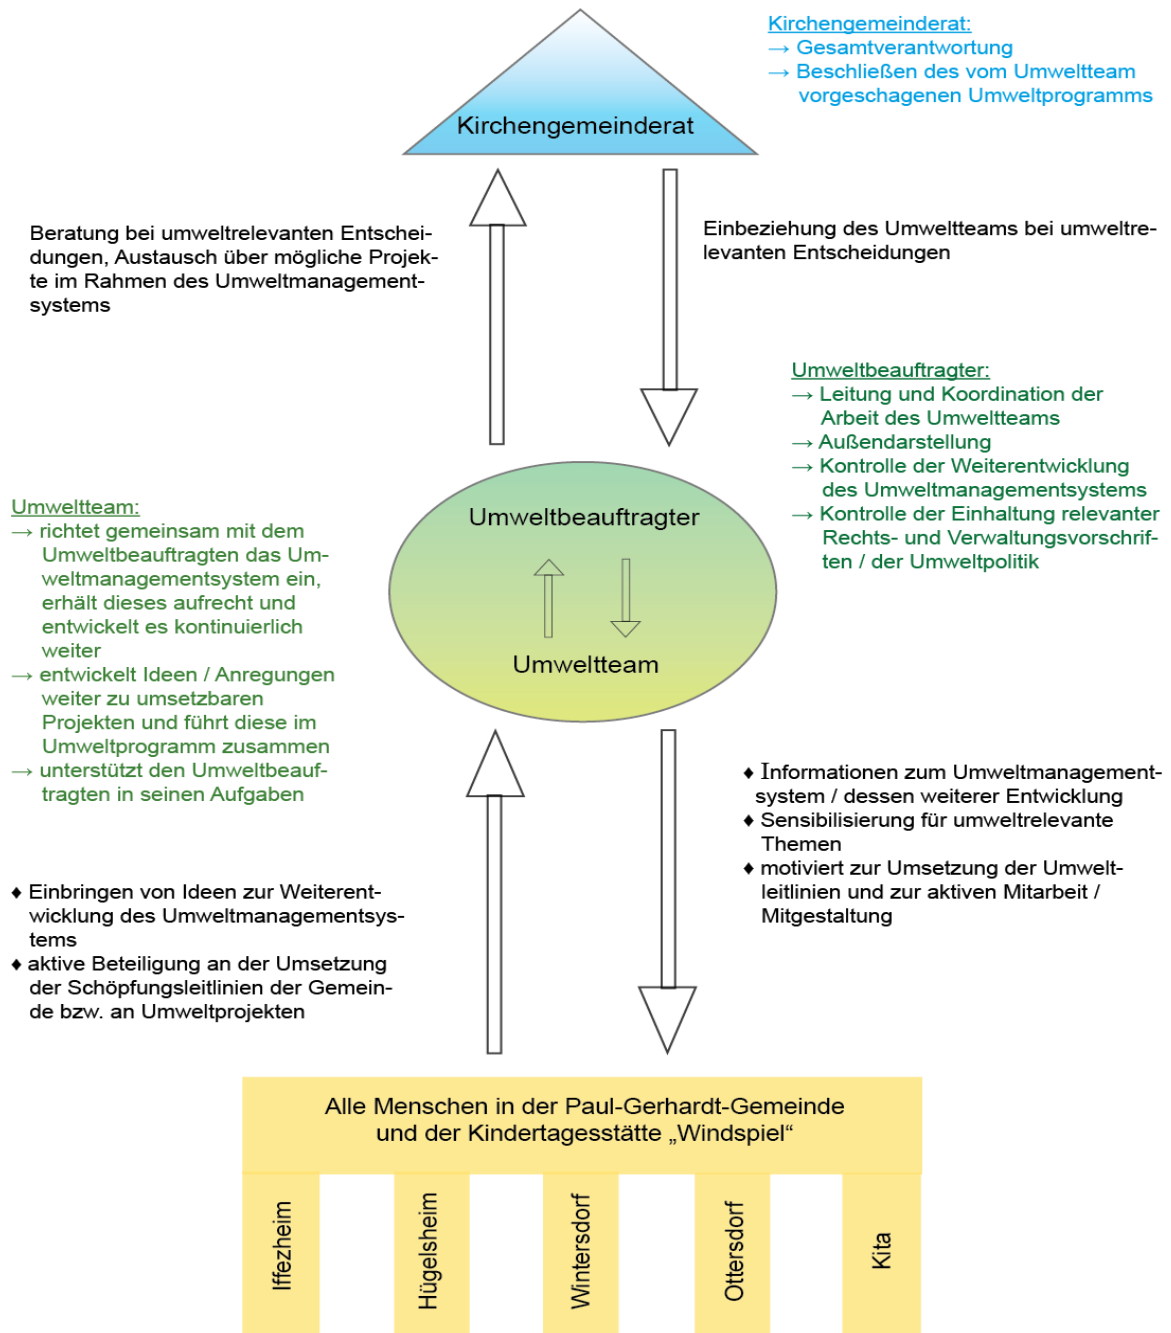 Kirchengemeinderat:
→ Gesamtverantwortung
→ Beschließen des vom Umweltteam
vorgeschagenen Umweltprogramms
Kirchengemeinderat
Beratung bei umweltrelevanten Entschei-
dungen, Austausch über mögliche Projek-
te im Rahmen des Umweltmanagement-
systems
Einbeziehung des Umweltteams bei umweltre-
levanten Entscheidungen
Umweltbeauftragter:
→ Leitung und Koordination der
Arbeit des Umweltteams
→ Außendarstellung
→ Kontrolle der Weiterentwicklung
des Umweltmanagementsystems
→ Kontrolle der Einhaltung relevanter
Rechts- und Verwaltungsvorschrif-
ten / der Umweltpolitik
Umweltteam:
→ richtet gemeinsam mit dem
Umweltbeauftragten das Um-
weltmanagementsystem ein,
erhält dieses aufrecht und
entwickelt es kontinuierlich
weiter
→ entwickelt Ideen / Anregungen
weiter zu umsetzbaren
Projekten und führt diese im
Umweltprogramm zusammen
→ unterstützt den Umweltbeauf-
tragten in seinen Aufgaben
Umweltbeauftragter
Umweltteam
♦ Informationen zum Umweltmanagement-
system / dessen weiterer Entwicklung
♦ Sensibilisierung für umweltrelevante
Themen
♦ motiviert zur Umsetzung der Umwelt-
leitlinien und zur aktiven Mitarbeit /
Mitgestaltung
♦ Einbringen von Ideen zur Weiterent-
wicklung des Umweltmanagementsys-
tems
♦ aktive Beteiligung an der Umsetzung
der Schöpfungsleitlinien der Gemein-
de bzw. an Umweltprojekten
Alle Menschen in der Paul-Gerhardt-Gemeinde
und der Kindertagesstätte „Windspiel“
Iffezheim
Hügelsheim
Wintersdorf
Ottersdorf
Kita